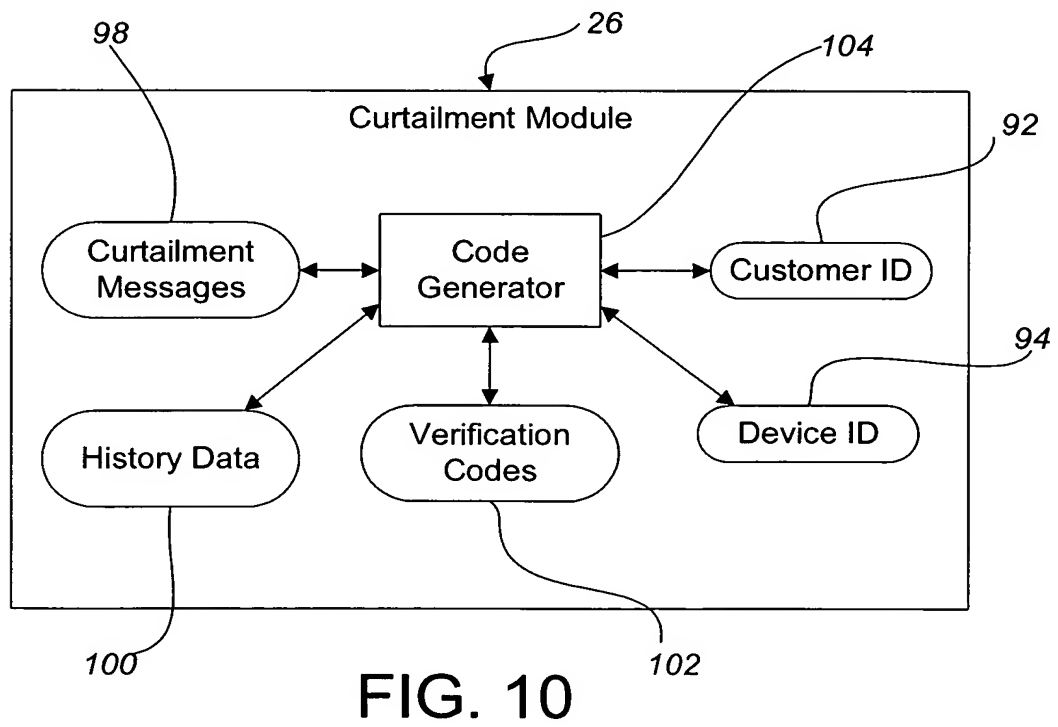 98
26
104
Curtailment Module
92
Curtailment
Messages
Code
Generator
Customer ID
94
History Data
Verification
Codes
Device ID
100
102
FIG. 10